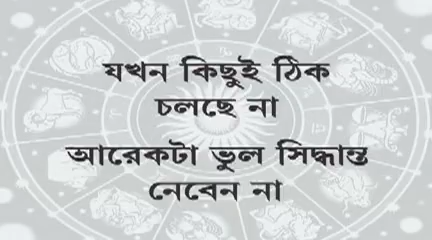 যখন কিছুই ঠিক
চলছে না
আরেকটা ভুল সিদ্ধান্ত
নেবেন না